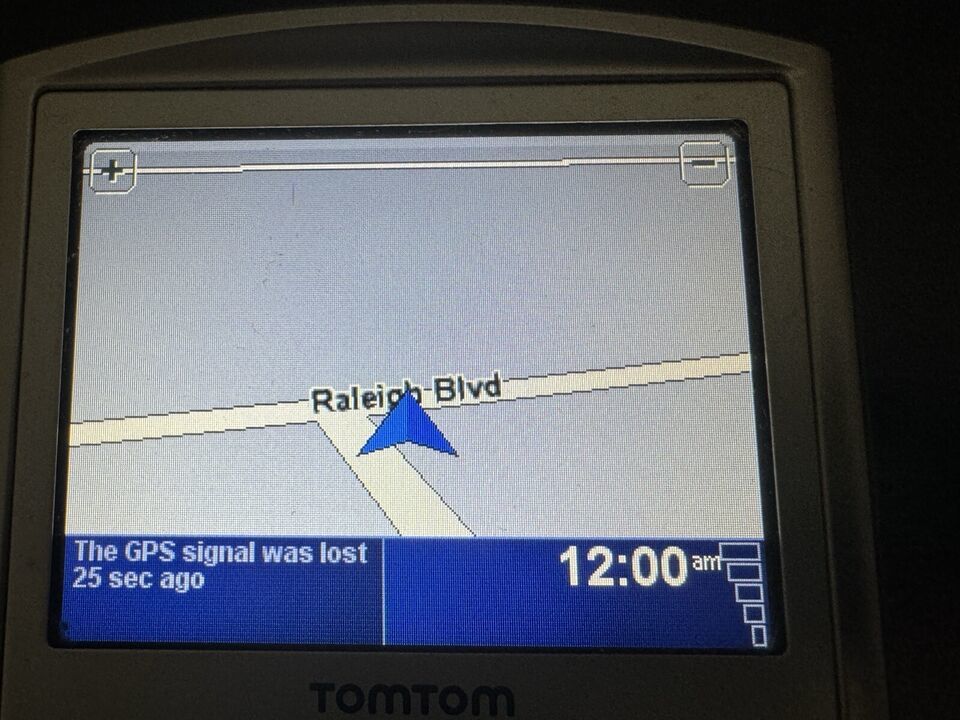 +
-
Raleigh Blvd
The GPS signal was lost
25 sec ago
12:00 am
TOMTOM